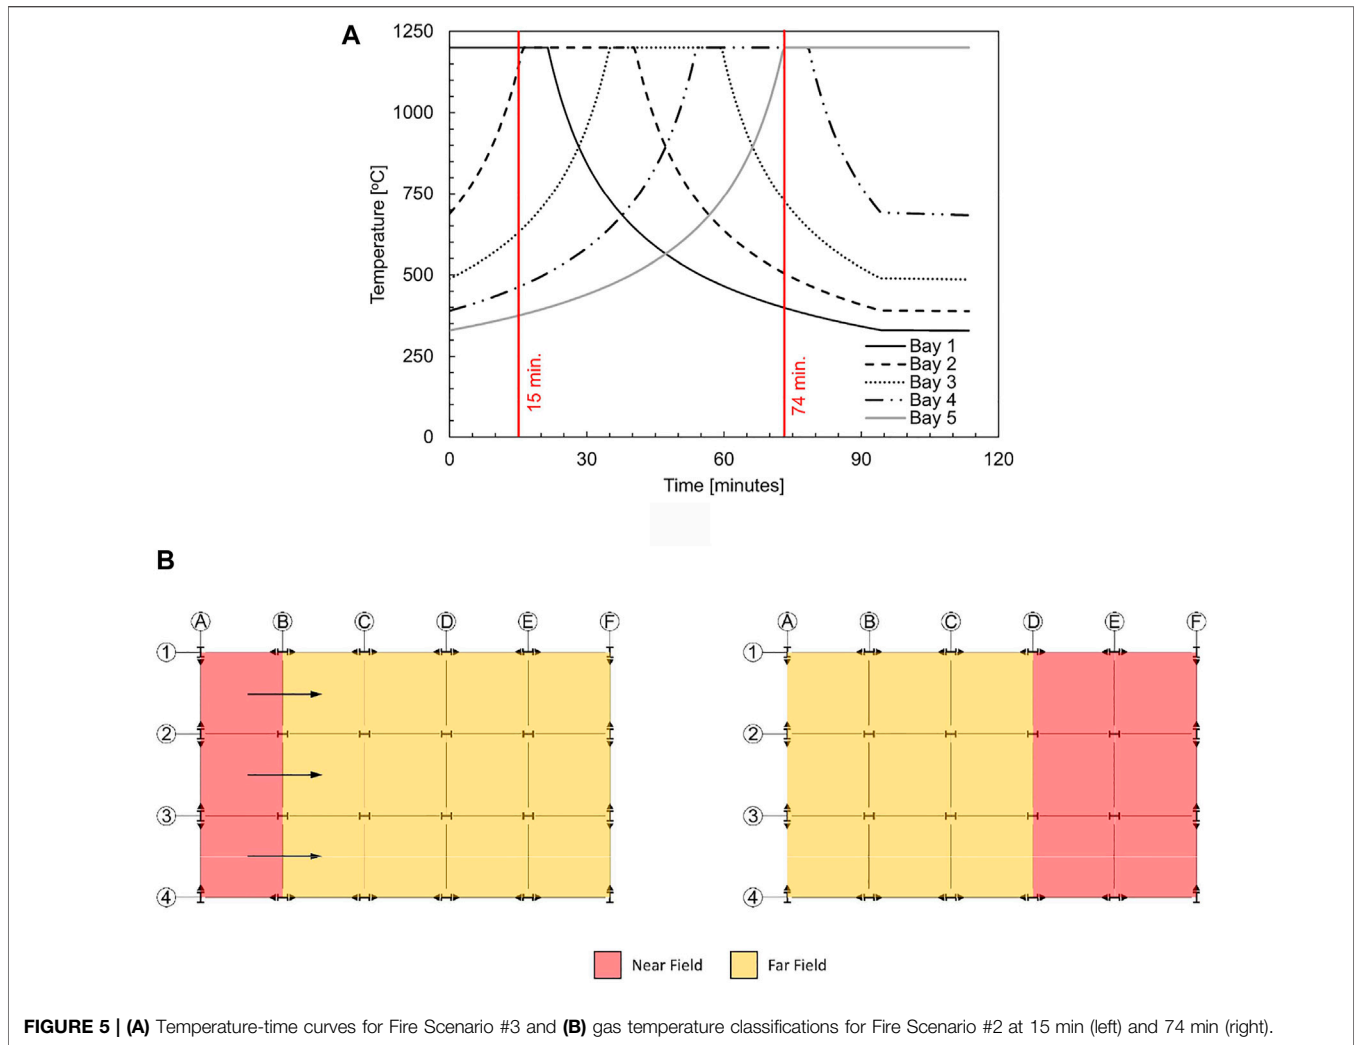 A
1250
1000
750
500
250
0
Temperature [ºC]
0 30 60 90 120
Time [minutes]
15 min.
74 min.
Bay 1
Bay 2
Bay 3
Bay 4
Bay 5
B
A B C D E F
1
2
3
4
A B C D E F
1
2
3
4
Near Field Far Field
FIGURE 5 | (A) Temperature-time curves for Fire Scenario #3 and (B) gas temperature classifications for Fire Scenario #2 at 15 min (left) and 74 min (right).